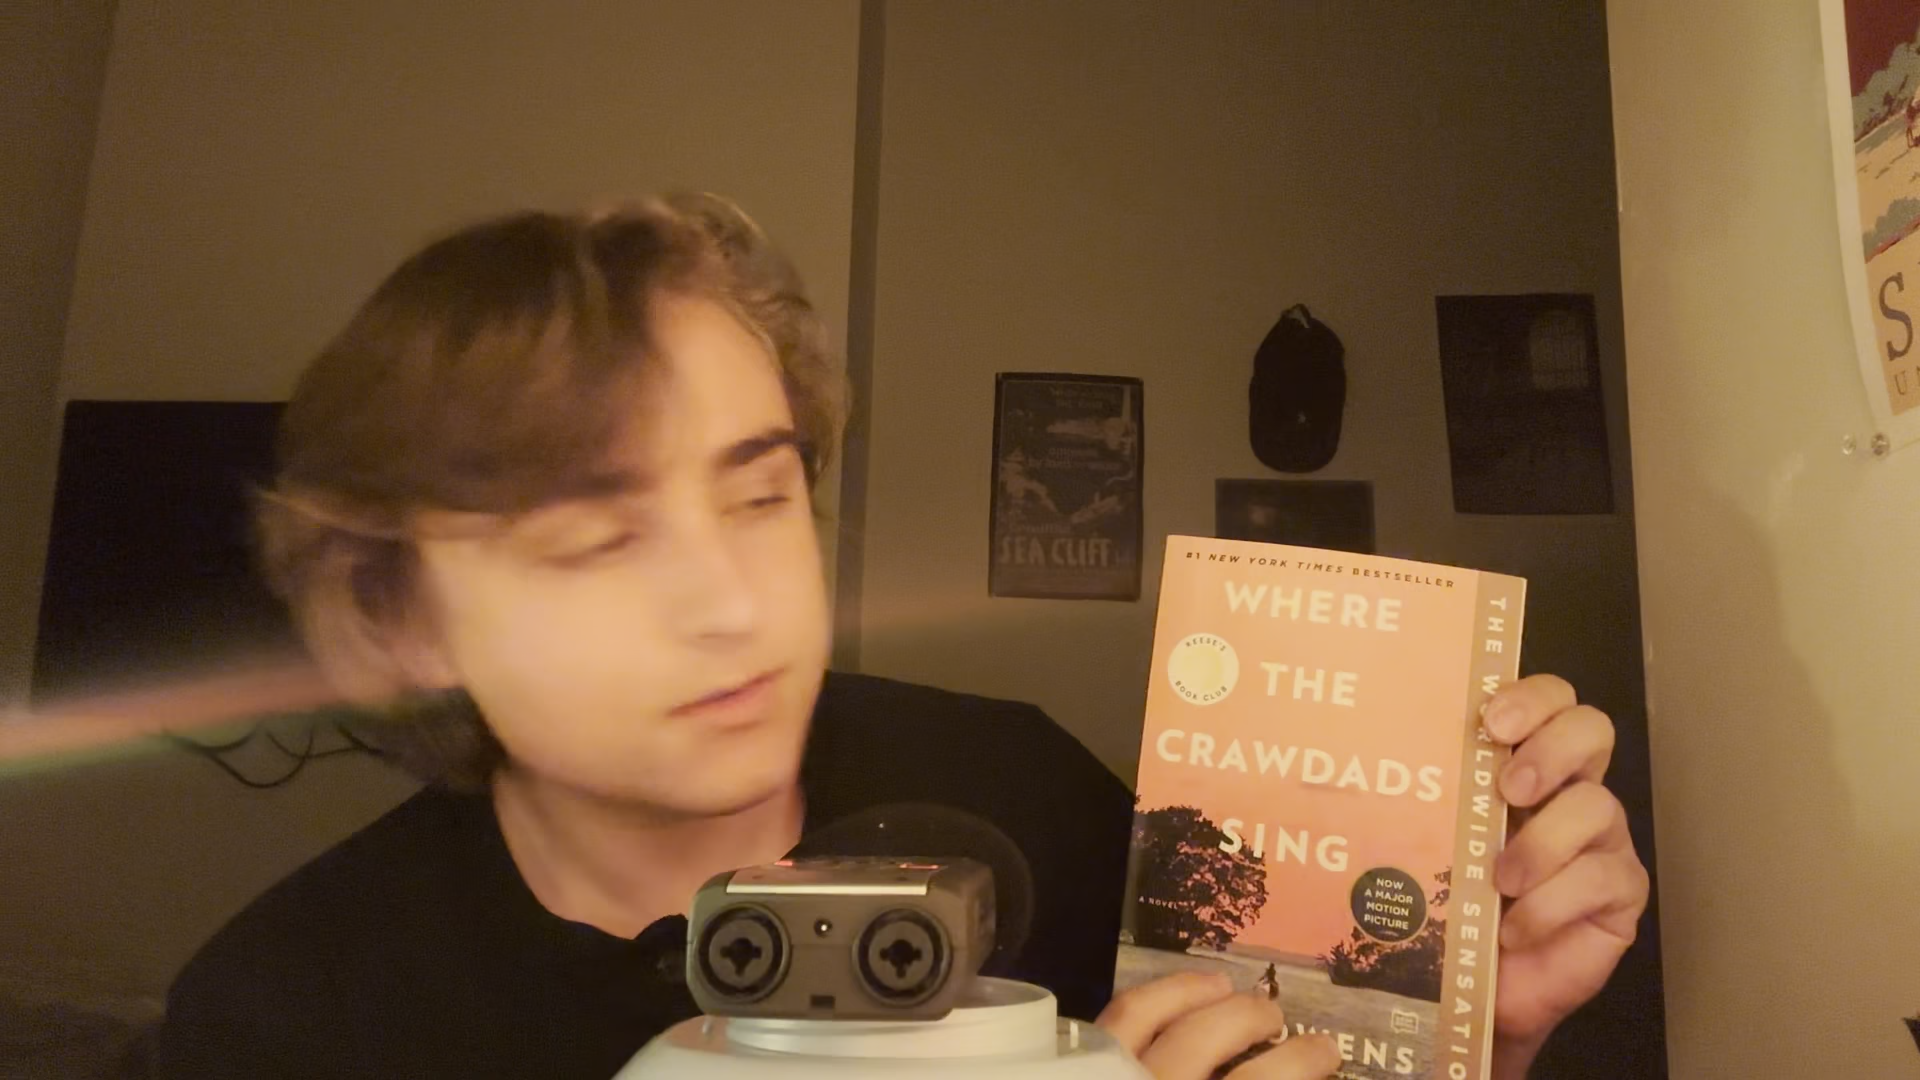 #1 NEW YORK TIMES BESTSELLER
WHERE
THE
CRAWDADS
SING
REESE'S
BOOK CLUB
A NOVEL
NOW
A MAJOR
MOTION
PICTURE
THE WORLDWIDE SENSATIO
WENS
SEA CLIFF
S